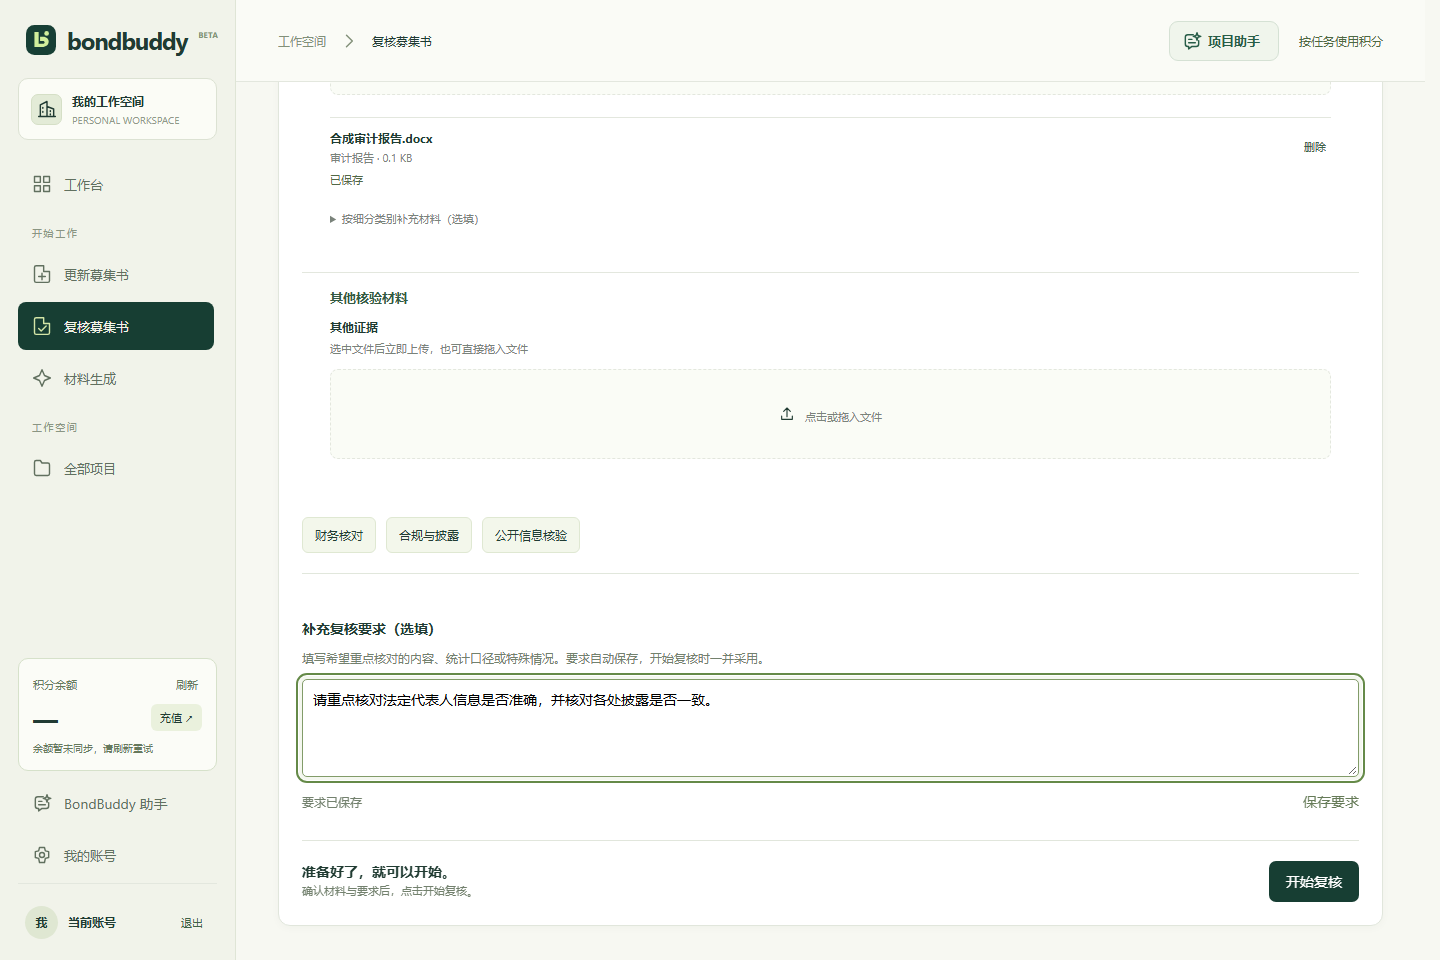 bondbuddy BETA
我的工作空间
PERSONAL WORKSPACE
工作台
开始工作
更新募集书
复核募集书
材料生成
工作空间
全部项目
积分余额 刷新
— 充值 ↗
余额暂未同步，请刷新重试
BondBuddy 助手
我的账号
我 当前账号 退出
工作空间 > 复核募集书
项目助手 按任务使用积分
合成审计报告.docx
审计报告 · 0.1 KB
已保存
删除
▶ 按细分类别补充材料（选填）
其他核验材料
其他证据
选中文件后立即上传，也可直接拖入文件
点击或拖入文件
财务核对 合规与披露 公开信息核验
补充复核要求（选填）
填写希望重点核对的内容、统计口径或特殊情况。要求自动保存，开始复核时一并采用。
请重点核对法定代表人信息是否准确，并核对各处披露是否一致。
要求已保存 保存要求
准备好了，就可以开始。
确认材料与要求后，点击开始复核。
开始复核